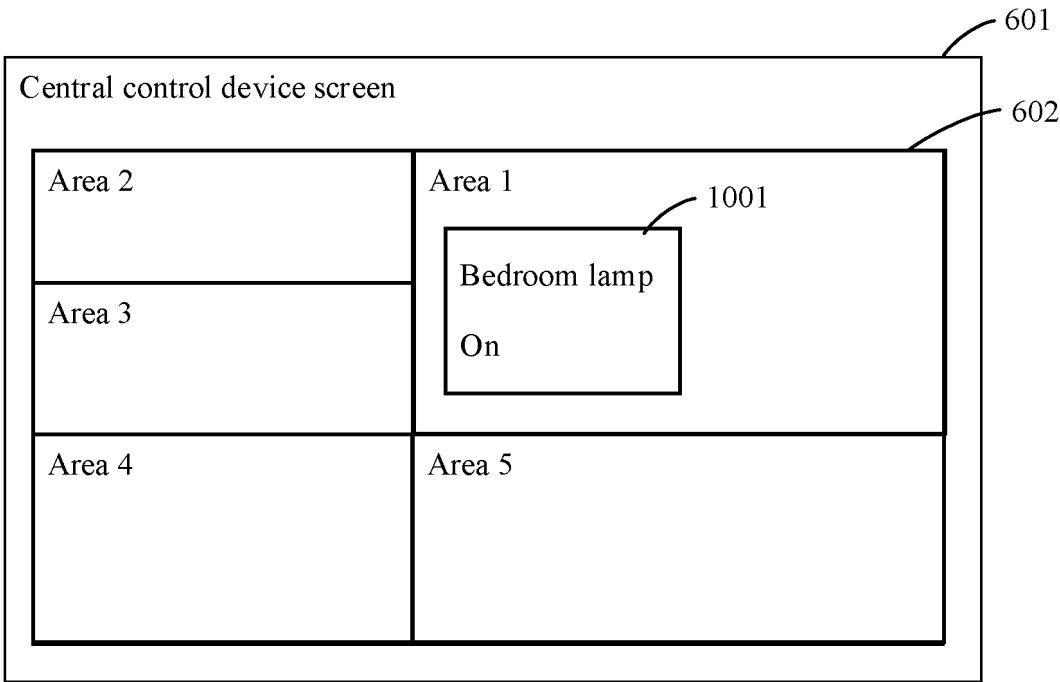 601
Central control device screen
602
Area 2
Area 1
1001
Bedroom lamp
On
Area 3
Area 4
Area 5